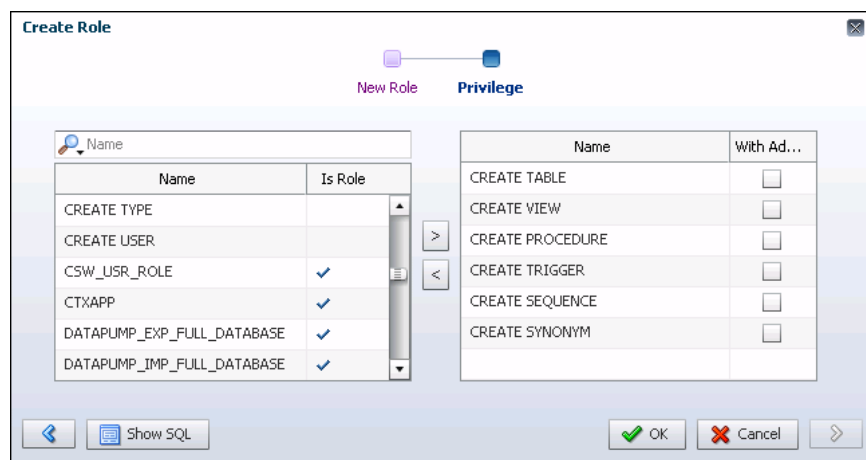 Create Role
New Role
Privilege
Name
Name Is Role
CREATE TYPE
CREATE USER
CSW_USR_ROLE
CTXAPP
DATAPUMP_EXP_FULL_DATABASE
DATAPUMP_IMP_FULL_DATABASE
>
<
Name With Ad...
CREATE TABLE
CREATE VIEW
CREATE PROCEDURE
CREATE TRIGGER
CREATE SEQUENCE
CREATE SYNONYM
Show SQL
OK
Cancel